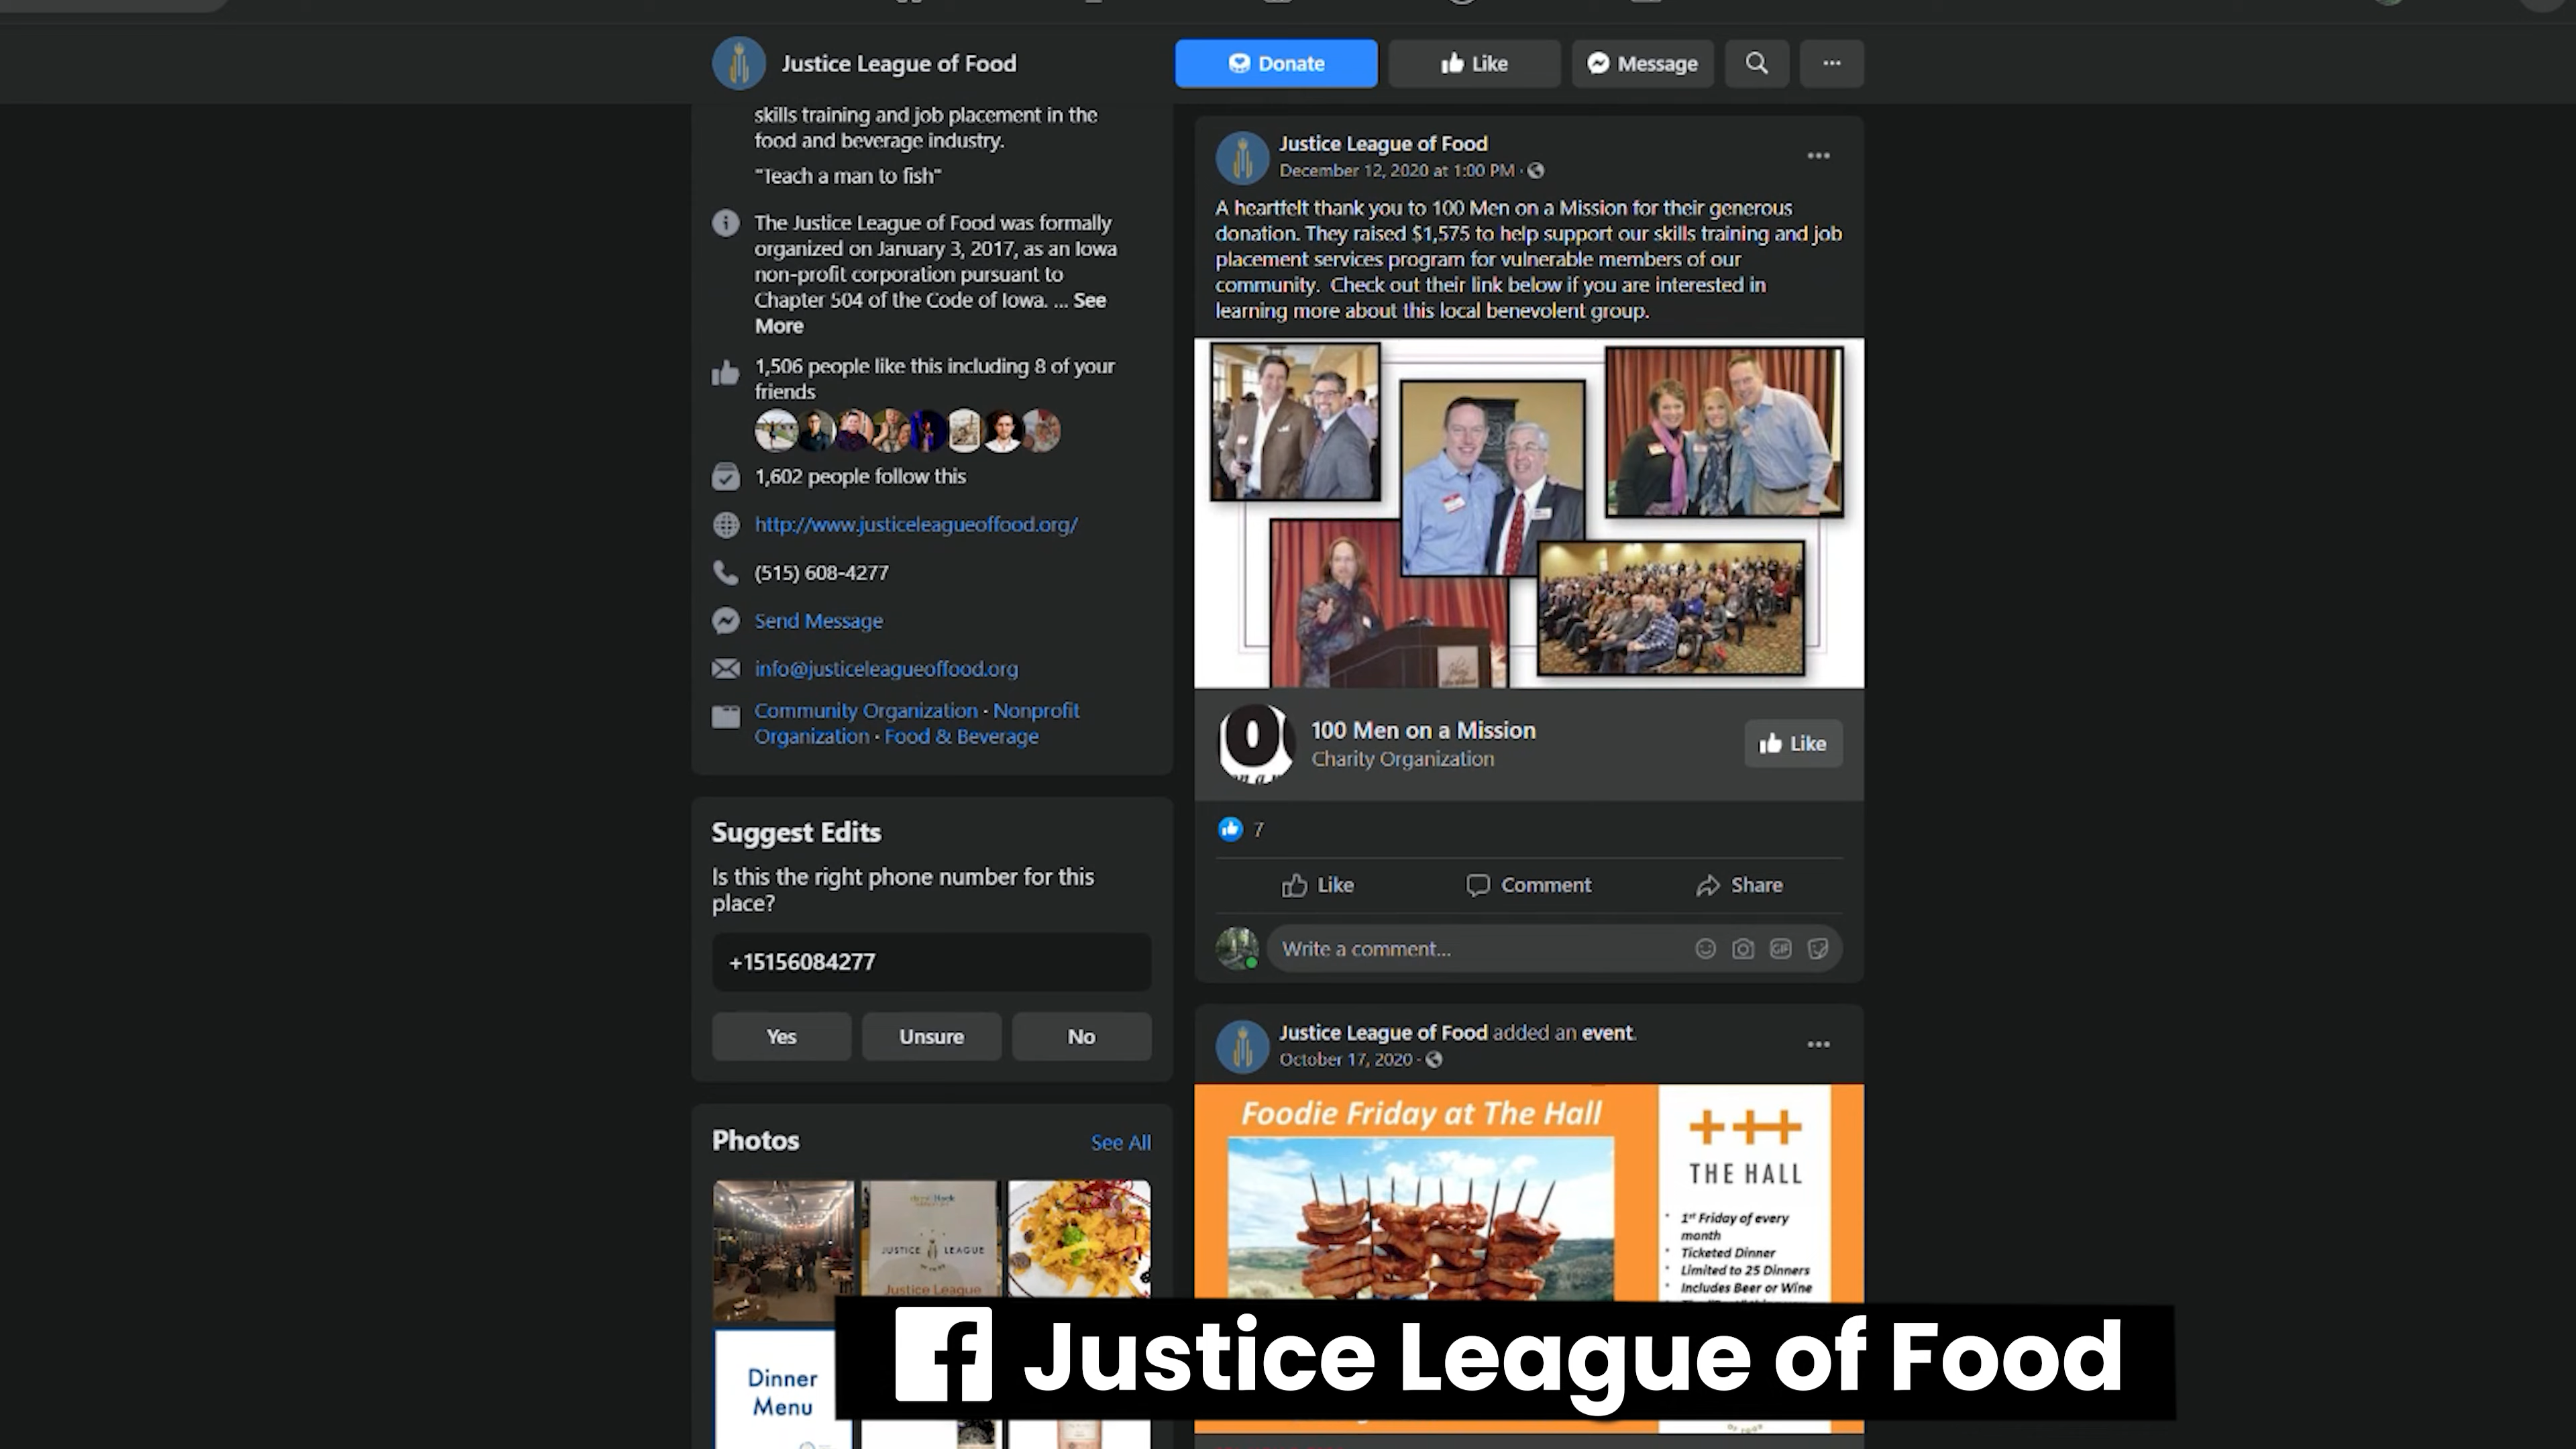 Justice League of Food
Donate
Like
Message
skills training and job placement in the
food and beverage industry.
"Teach a man to fish"
The Justice League of Food was formally
organized on January 3, 2017, as an Iowa
non-profit corporation pursuant to
Chapter 504 of the Code of Iowa. ... See
More
1,506 people like this including 8 of your
friends
1,602 people follow this
http://www.justiceleagueoffood.org/
(515) 608-4277
Send Message
info@justiceleagueoffood.org
Community Organization · Nonprofit
Organization · Food & Beverage
Suggest Edits
Is this the right phone number for this
place?
+15156084277
Yes
Unsure
No
Photos
See All
JUSTICE LEAGUE
Justice League
Dinner
Menu
Justice League of Food
December 12, 2020 at 1:00 PM ·
A heartfelt thank you to 100 Men on a Mission for their generous
donation. They raised $1,575 to help support our skills training and job
placement services program for vulnerable members of our
community. Check out their link below if you are interested in
learning more about this local benevolent group.
100 Men on a Mission
Charity Organization
Like
7
Like
Comment
Share
Write a comment...
GIF
Justice League of Food added an event.
October 17, 2020 ·
Foodie Friday at The Hall
THE HALL
1st Friday of every
month
Ticketed Dinner
Limited to 25 Dinners
Includes Beer or Wine
Justice League of Food